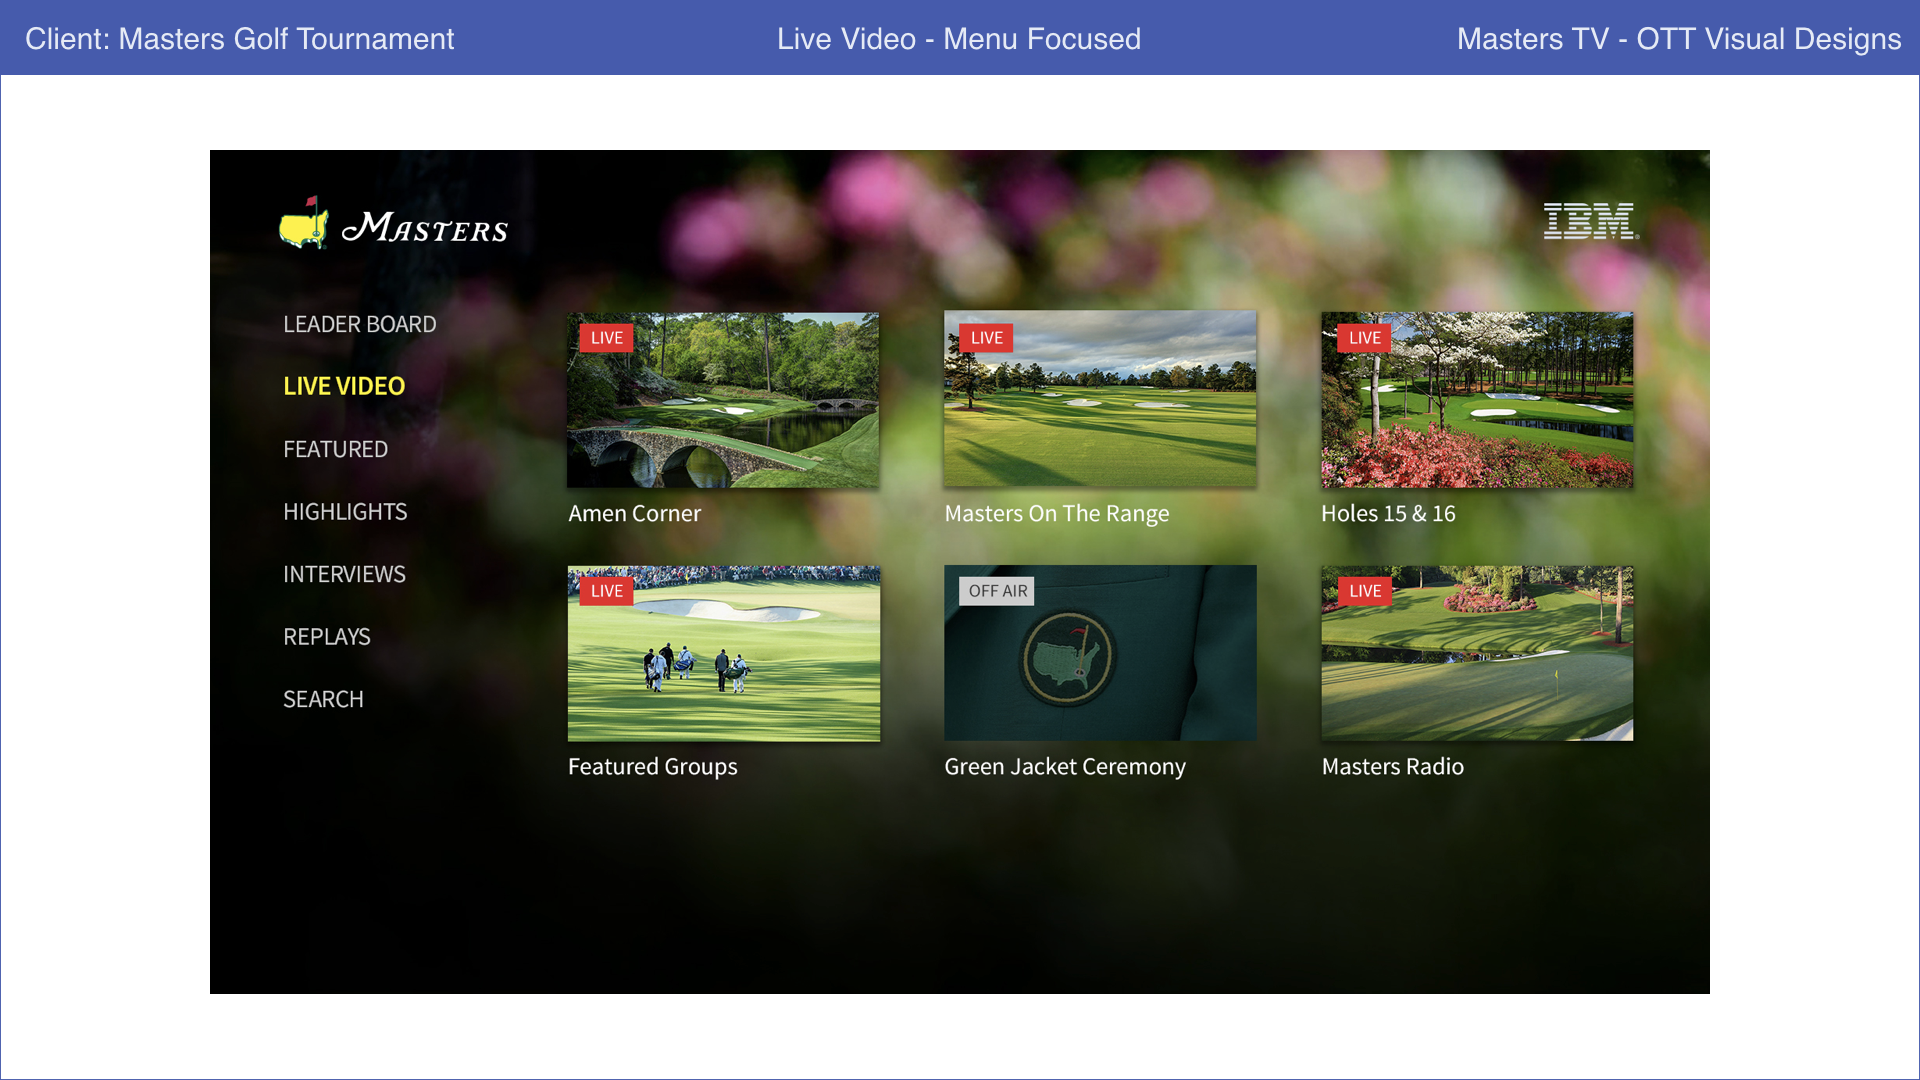 Client: Masters Golf Tournament
Live Video - Menu Focused
Masters TV - OTT Visual Designs
MASTERS
IBM
LEADER BOARD
LIVE VIDEO
FEATURED
HIGHLIGHTS
INTERVIEWS
REPLAYS
SEARCH
LIVE
LIVE
LIVE
Amen Corner
Masters On The Range
Holes 15 & 16
LIVE
OFF AIR
LIVE
Featured Groups
Green Jacket Ceremony
Masters Radio